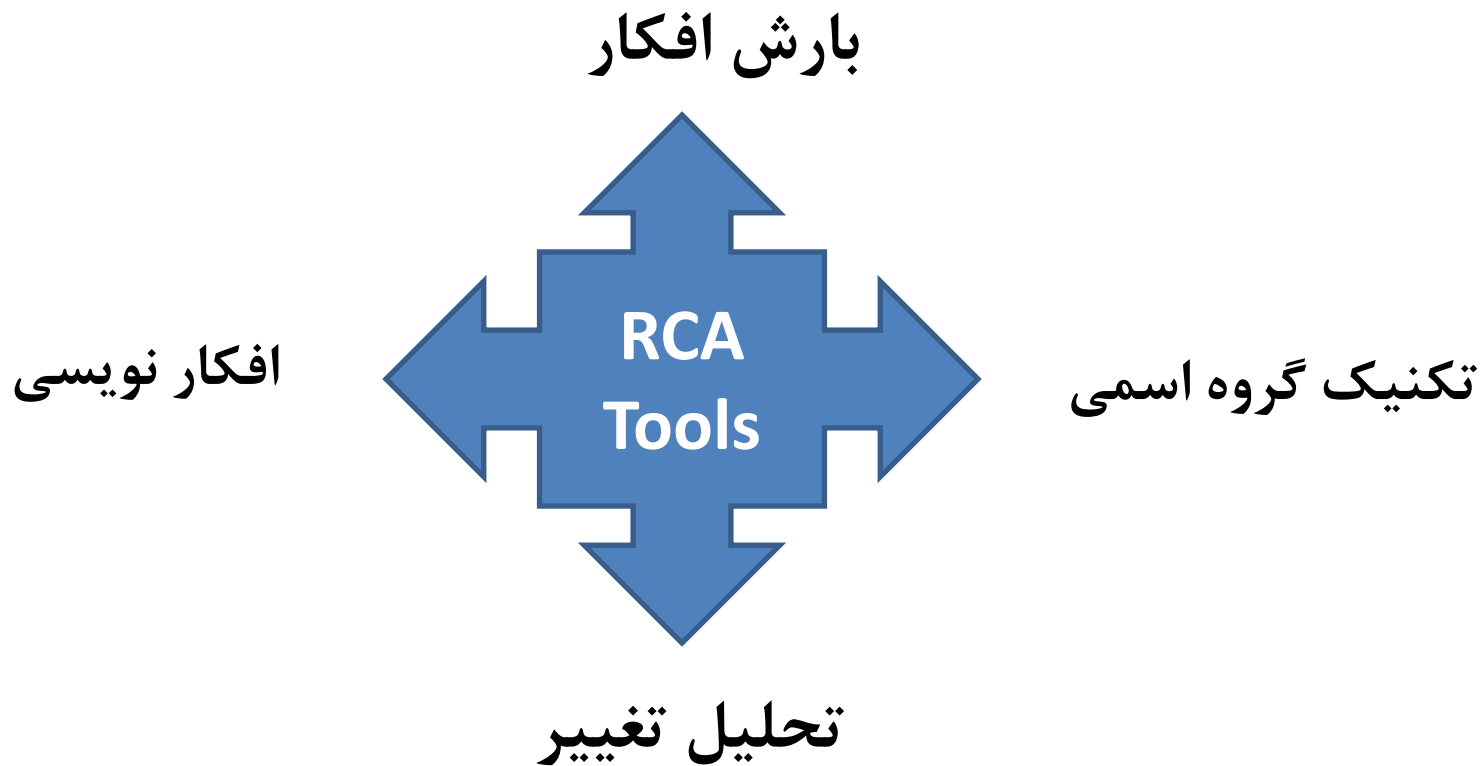 بارش افکار
RCA
Tools
تکنیک گروه اسمی
افکار نویسی
تحلیل تغییر